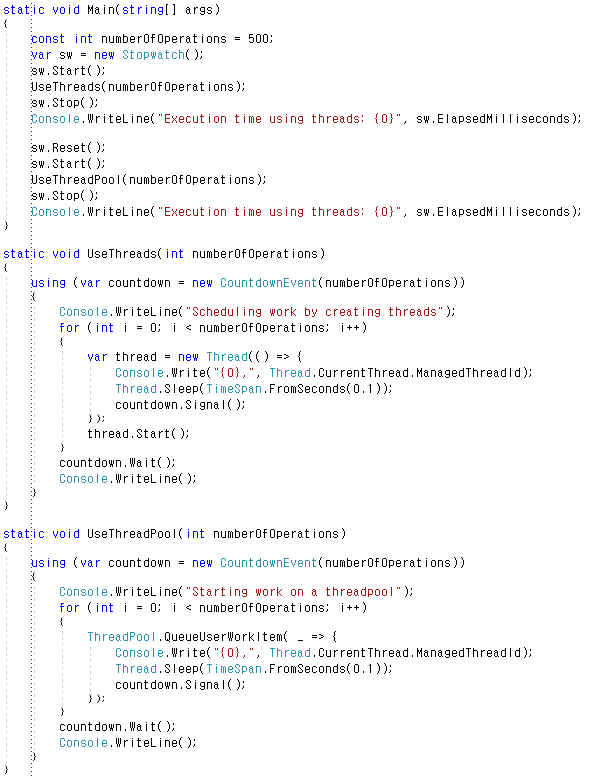 static void Main(string[] args)
{
    const int numberOfOperations = 500;
    var sw = new Stopwatch();
    sw.Start();
    UseThreads(numberOfOperations);
    sw.Stop();
    Console.WriteLine("Execution time using threads: {0}", sw.ElapsedMilliseconds);

    sw.Reset();
    sw.Start();
    UseThreadPool(numberOfOperations);
    sw.Stop();
    Console.WriteLine("Execution time using threads: {0}", sw.ElapsedMilliseconds);
}

static void UseThreads(int numberOfOperations)
{
    using (var countdown = new CountdownEvent(numberOfOperations))
    {
        Console.WriteLine("Scheduling work by creating threads");
        for (int i = 0; i < numberOfOperations; i++)
        {
            var thread = new Thread(() => {
                Console.Write("{0},", Thread.CurrentThread.ManagedThreadId);
                Thread.Sleep(TimeSpan.FromSeconds(0.1));
                countdown.Signal();
            });
            thread.Start();
        }
        countdown.Wait();
        Console.WriteLine();
    }
}

static void UseThreadPool(int numberOfOperations)
{
    using (var countdown = new CountdownEvent(numberOfOperations))
    {
        Console.WriteLine("Starting work on a threadpool");
        for (int i = 0; i < numberOfOperations; i++)
        {
            ThreadPool.QueueUserWorkItem( _ => {
                Console.Write("{0},", Thread.CurrentThread.ManagedThreadId);
                Thread.Sleep(TimeSpan.FromSeconds(0.1));
                countdown.Signal();
            });
        }
        countdown.Wait();
        Console.WriteLine();
    }
}